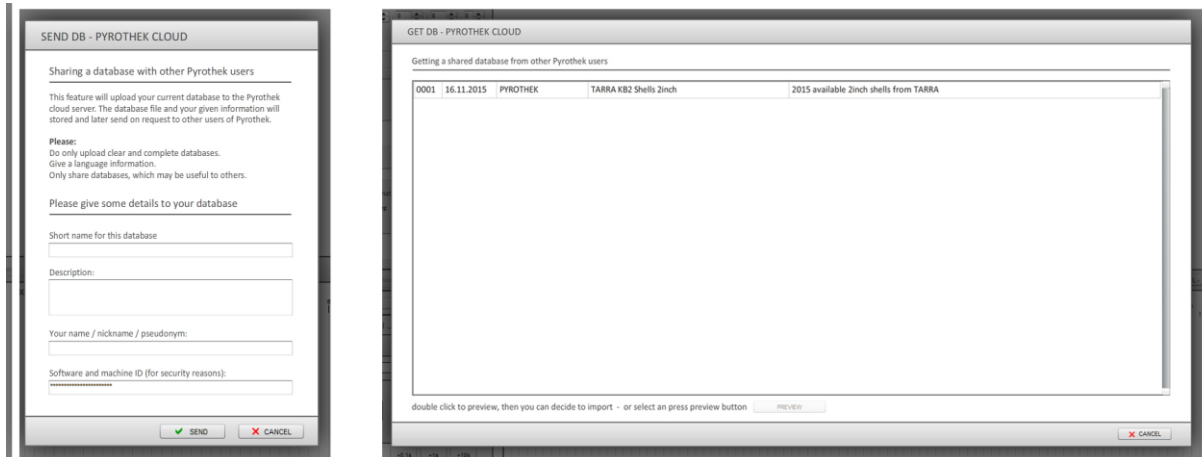 SEND DB - PYROTHEK CLOUD
Sharing a database with other Pyrothek users
This feature will upload your current database to the Pyrothek
cloud server. The database file and your given information will
stored and later send on request to other users of Pyrothek.
Please:
Do only upload clear and complete databases.
Give a language information.
Only share databases, which may be useful to others.
Please give some details to your database
Short name for this database
Description:
Your name / nickname / pseudonym:
Software and machine ID (for security reasons):
SEND
CANCEL
GET DB - PYROTHEK CLOUD
Getting a shared database from other Pyrothek users
0001 16.11.2015 PYROTHEK TARRA KB2 Shells 2inch 2015 available 2inch shells from TARRA
double click to preview, then you can decide to import - or select an press preview button PREVIEW
CANCEL